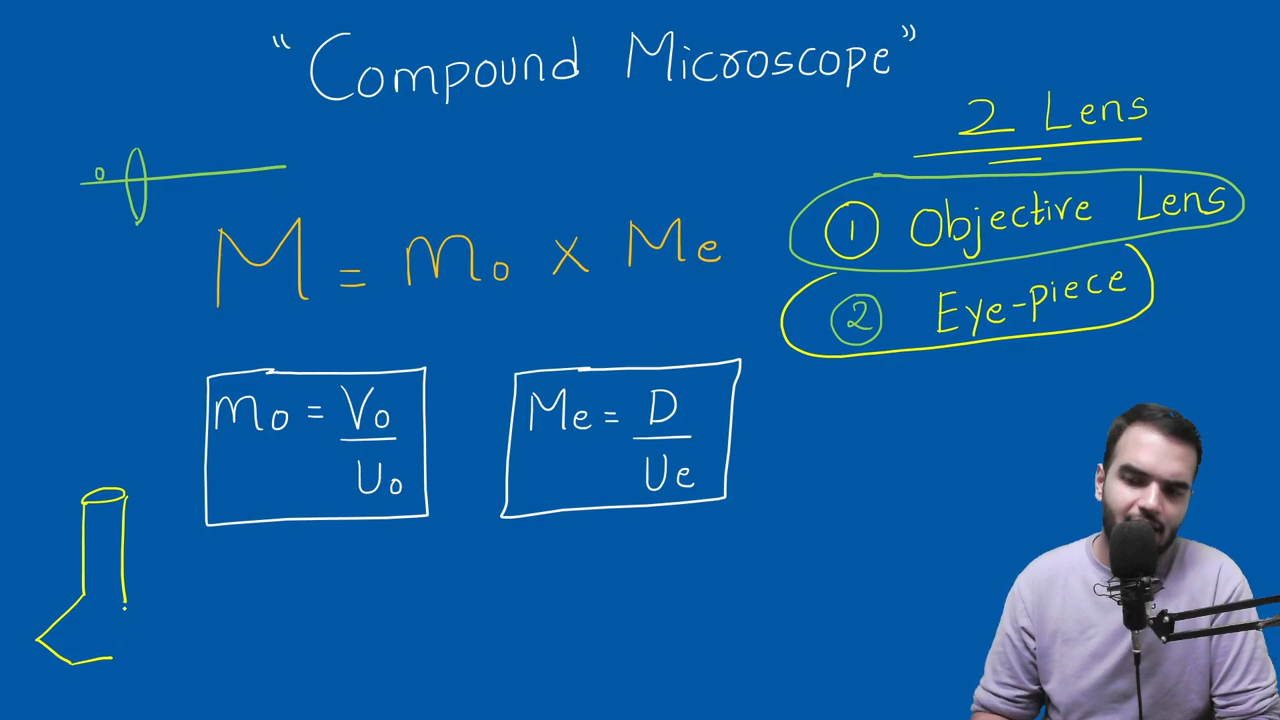 “Compound Microscope”
2 Lens
o
① Objective Lens
M = mo x Me
② Eye-piece
mo = Vo / Uo
Me = D / Ue